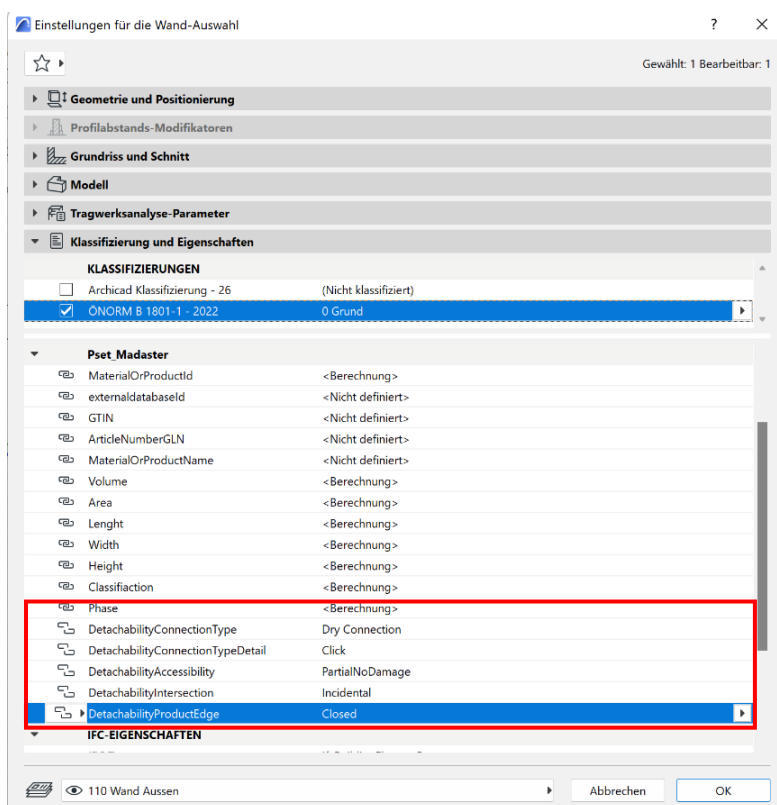 Einstellungen für die Wand-Auswahl ? ×
Gewählt: 1 Bearbeitbar: 1
Geometrie und Positionierung
Profilabstands-Modifikatoren
Grundriss und Schnitt
Modell
Tragwerksanalyse-Parameter
Klassifizierung und Eigenschaften
KLASSIFIZIERUNGEN
Archicad Klassifizierung - 26 (Nicht klassifiziert)
ÖNORM B 1801-1 - 2022 0 Grund
Pset_Madaster
MaterialOrProductId <Berechnung>
externaldatabaseId <Nicht definiert>
GTIN <Nicht definiert>
ArticleNumberGLN <Nicht definiert>
MaterialOrProductName <Nicht definiert>
Volume <Berechnung>
Area <Berechnung>
Lenght <Berechnung>
Width <Berechnung>
Height <Berechnung>
Classifiaction <Berechnung>
Phase <Berechnung>
DetachabilityConnectionType Dry Connection
DetachabilityConnectionTypeDetail Click
DetachabilityAccessibility PartialNoDamage
DetachabilityIntersection Incidental
DetachabilityProductEdge Closed
IFC-EIGENSCHAFTEN
110 Wand Aussen Abbrechen OK